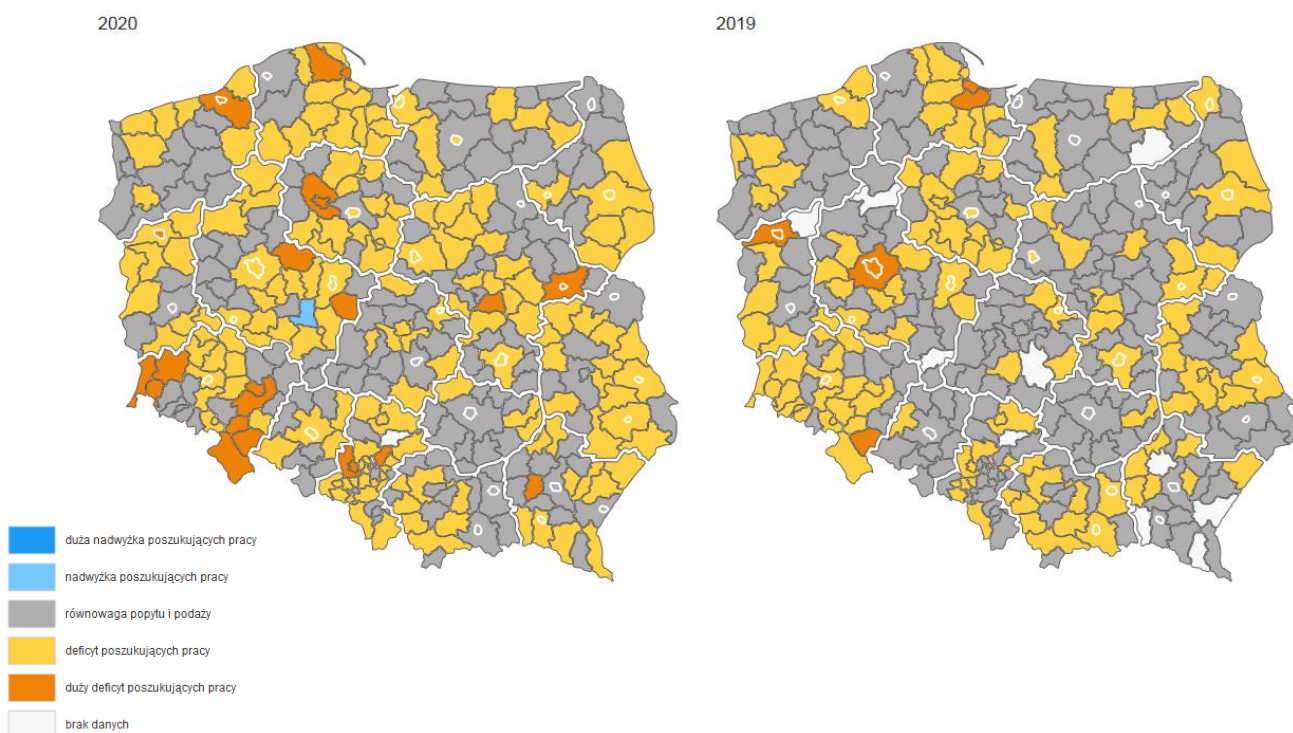 2020
2019
duża nadwyżka poszukujących pracy
nadwyżka poszukujących pracy
równowaga popytu i podaży
deficyt poszukujących pracy
duży deficyt poszukujących pracy
brak danych